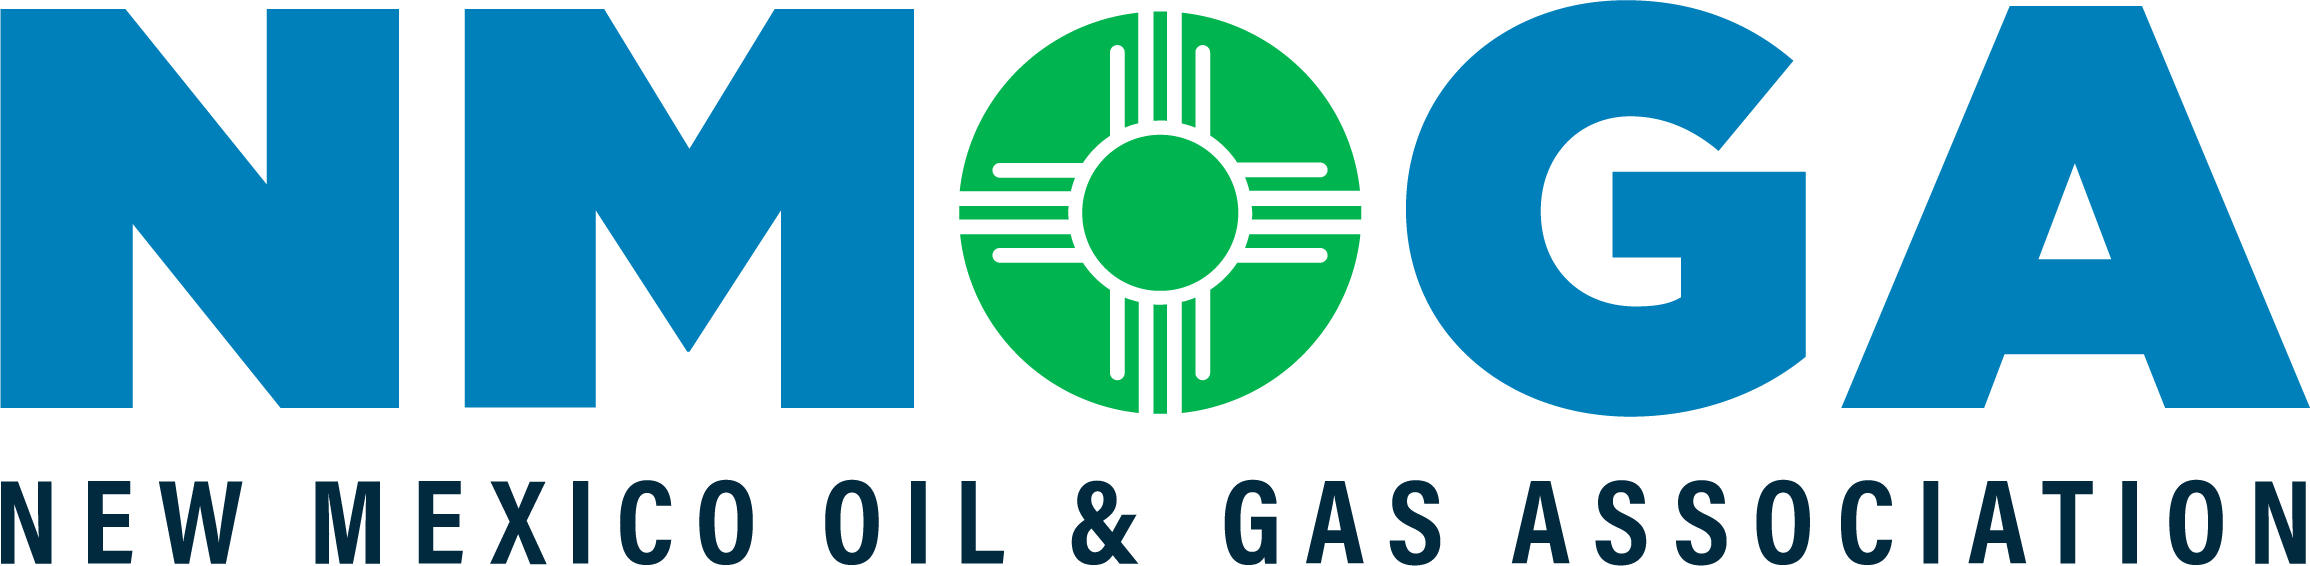 NMOGA
NEW MEXICO OIL & GAS ASSOCIATION